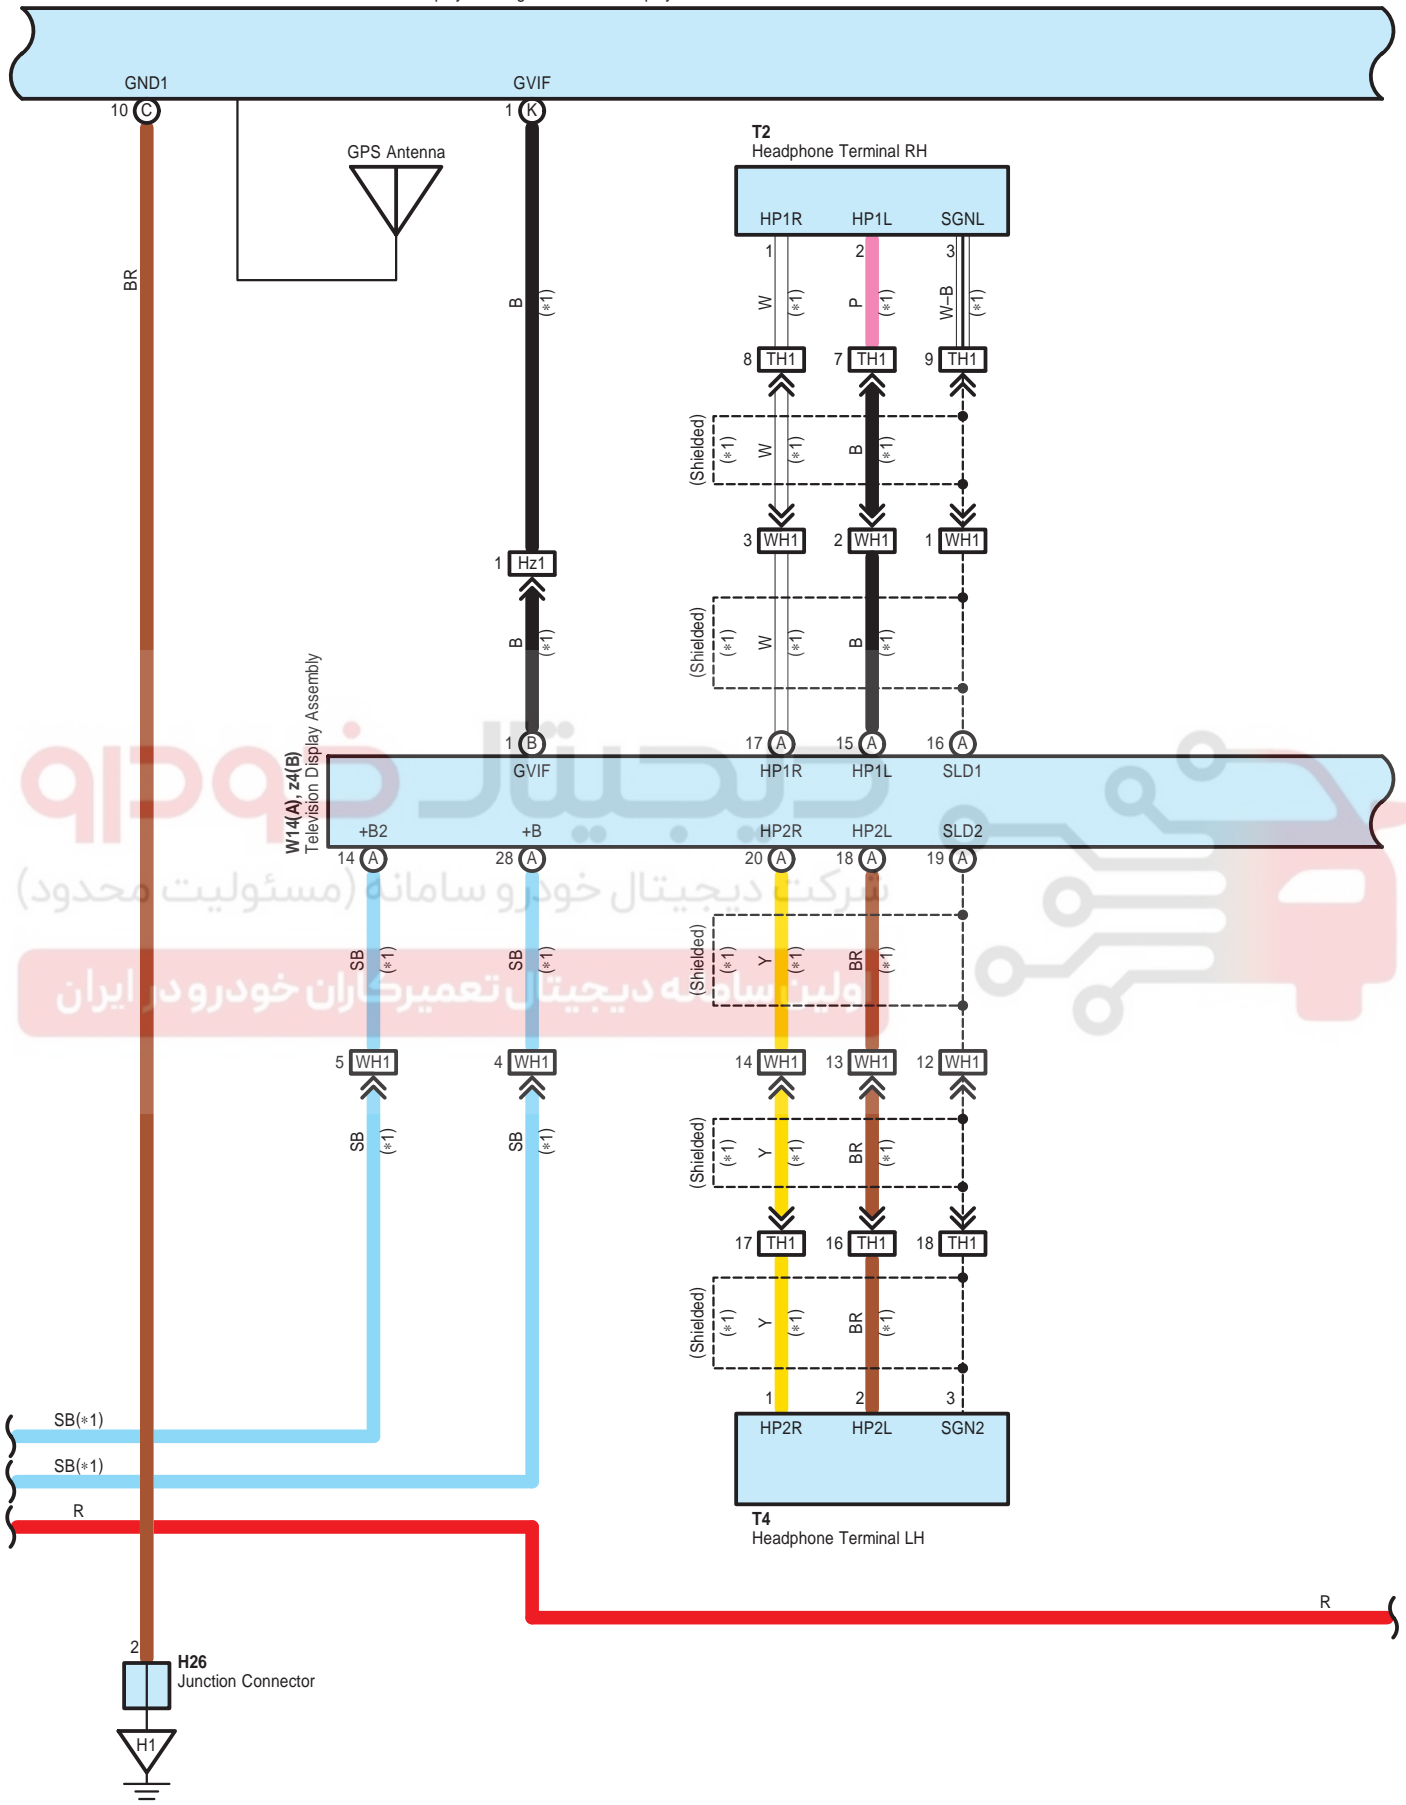 GND1
GVIF
10 C
1 K
GPS Antenna
T2
Headphone Terminal RH
HP1R HP1L SGNL
1 2 3
BR
B (*1)
W (*1) P (*1) W–B (*1)
8 TH1 7 TH1 9 TH1
(Shielded) (*1) W (*1) B (*1)
3 WH1 2 WH1 1 WH1
1 Hz1
B (*1)
(Shielded) (*1) W (*1) B (*1)
W14(A), z4(B)
Television Display Assembly
1 B 17 A 15 A 16 A
GVIF HP1R HP1L SLD1
دیجیتال خودرو
+B2 +B HP2R HP2L SLD2
14 A 28 A 20 A 18 A 19 A
شرکت دیجیتال خودرو سامانه (مسئولیت محدود)
SB (*1) SB (*1) (Shielded) (*1) Y (*1) BR (*1)
اولین سامانه دیجیتال تعمیرکاران خودرو در ایران
5 WH1 4 WH1 14 WH1 13 WH1 12 WH1
SB (*1) SB (*1) (Shielded) (*1) Y (*1) BR (*1)
17 TH1 16 TH1 18 TH1
(Shielded) (*1) Y (*1) BR (*1)
1 2 3
HP2R HP2L SGN2
T4
Headphone Terminal LH
SB(*1)
SB(*1)
R
R
2
H26
Junction Connector
H1